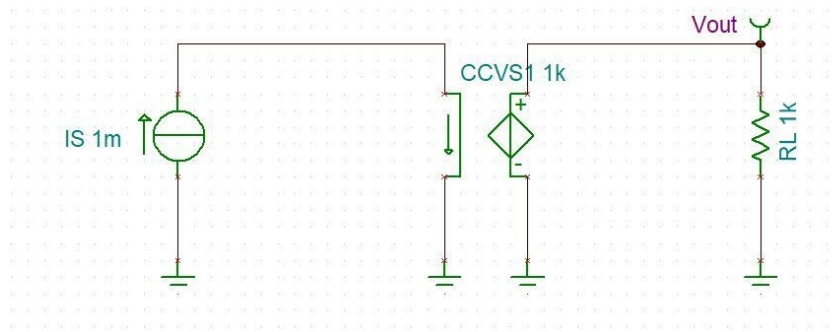 Vout
CCVS1 1k
+
-
IS 1m
RL 1k